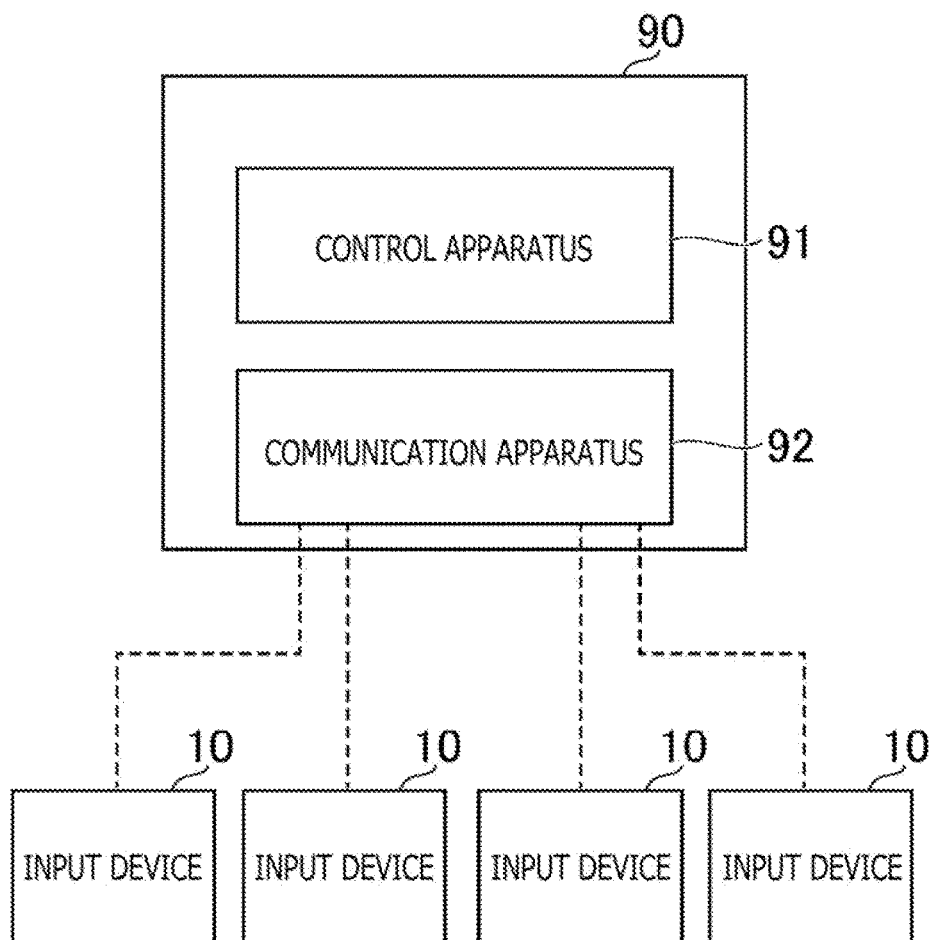 90
CONTROL APPARATUS
91
COMMUNICATION APPARATUS
92
10
10
10
10
INPUT DEVICE
INPUT DEVICE
INPUT DEVICE
INPUT DEVICE